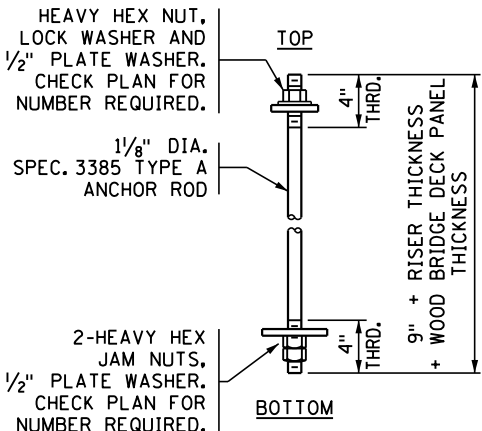 HEAVY HEX NUT,
LOCK WASHER AND
1/2" PLATE WASHER.
CHECK PLAN FOR
NUMBER REQUIRED.
TOP
4"
THRD.
1 1/8" DIA.
SPEC. 3385 TYPE A
ANCHOR ROD
9" + RISER THICKNESS
+ WOOD BRIDGE DECK PANEL
THICKNESS
2-HEAVY HEX
JAM NUTS,
1/2" PLATE WASHER.
CHECK PLAN FOR
NUMBER REQUIRED.
4"
THRD.
BOTTOM